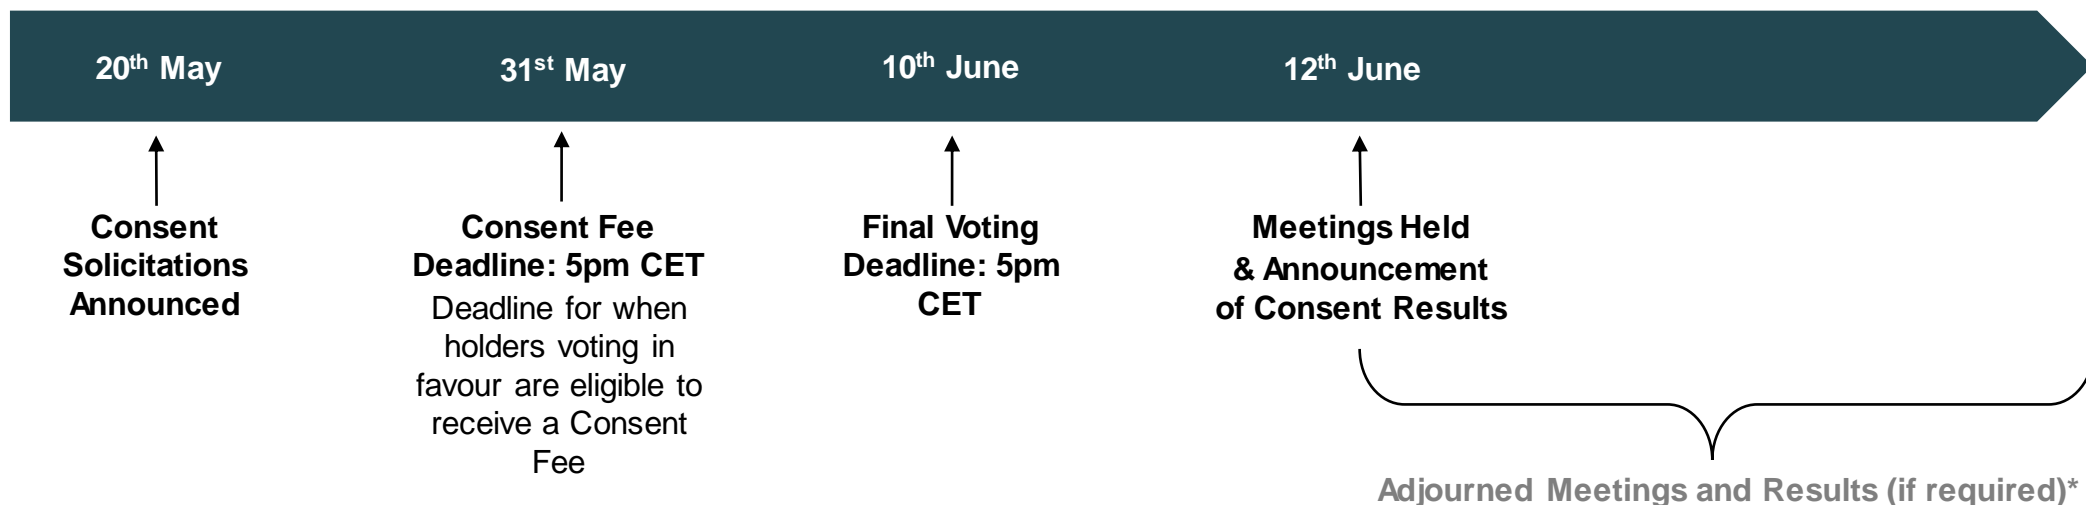 20th May
31st May
10th June
12th June
Consent
Solicitations
Announced
Consent Fee
Deadline: 5pm CET
Deadline for when
holders voting in
favour are eligible to
receive a Consent
Fee
Final Voting
Deadline: 5pm
CET
Meetings Held
& Announcement
of Consent Results
Adjourned Meetings and Results (if required)*